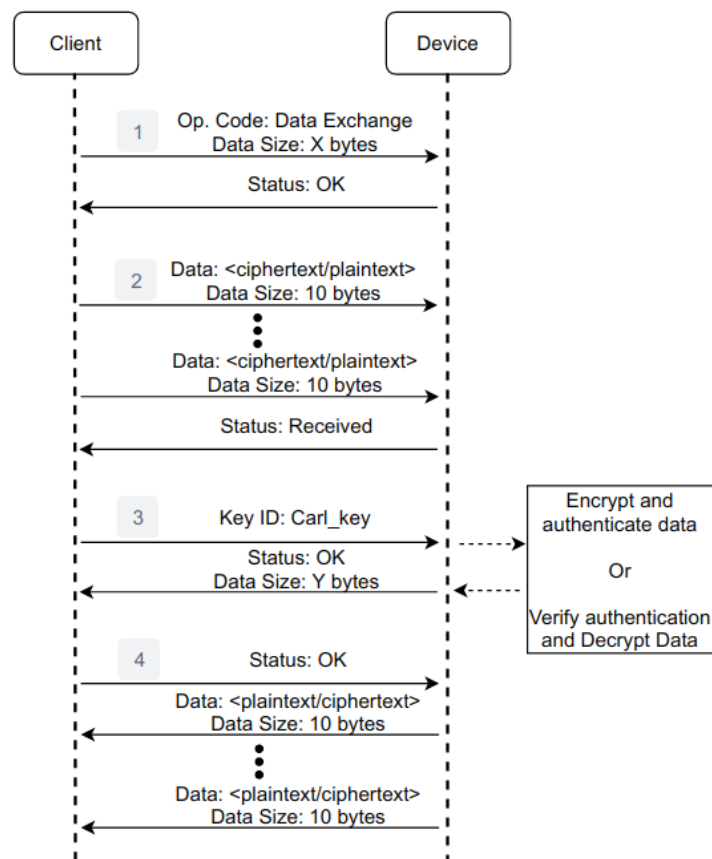 Client
Device
1
Op. Code: Data Exchange
Data Size: X bytes
Status: OK
2
Data: <ciphertext/plaintext>
Data Size: 10 bytes
Data: <ciphertext/plaintext>
Data Size: 10 bytes
Status: Received
3
Key ID: Carl_key
Status: OK
Data Size: Y bytes
Encrypt and
authenticate data
Or
Verify authentication
and Decrypt Data
4
Status: OK
Data: <plaintext/ciphertext>
Data Size: 10 bytes
Data: <plaintext/ciphertext>
Data Size: 10 bytes